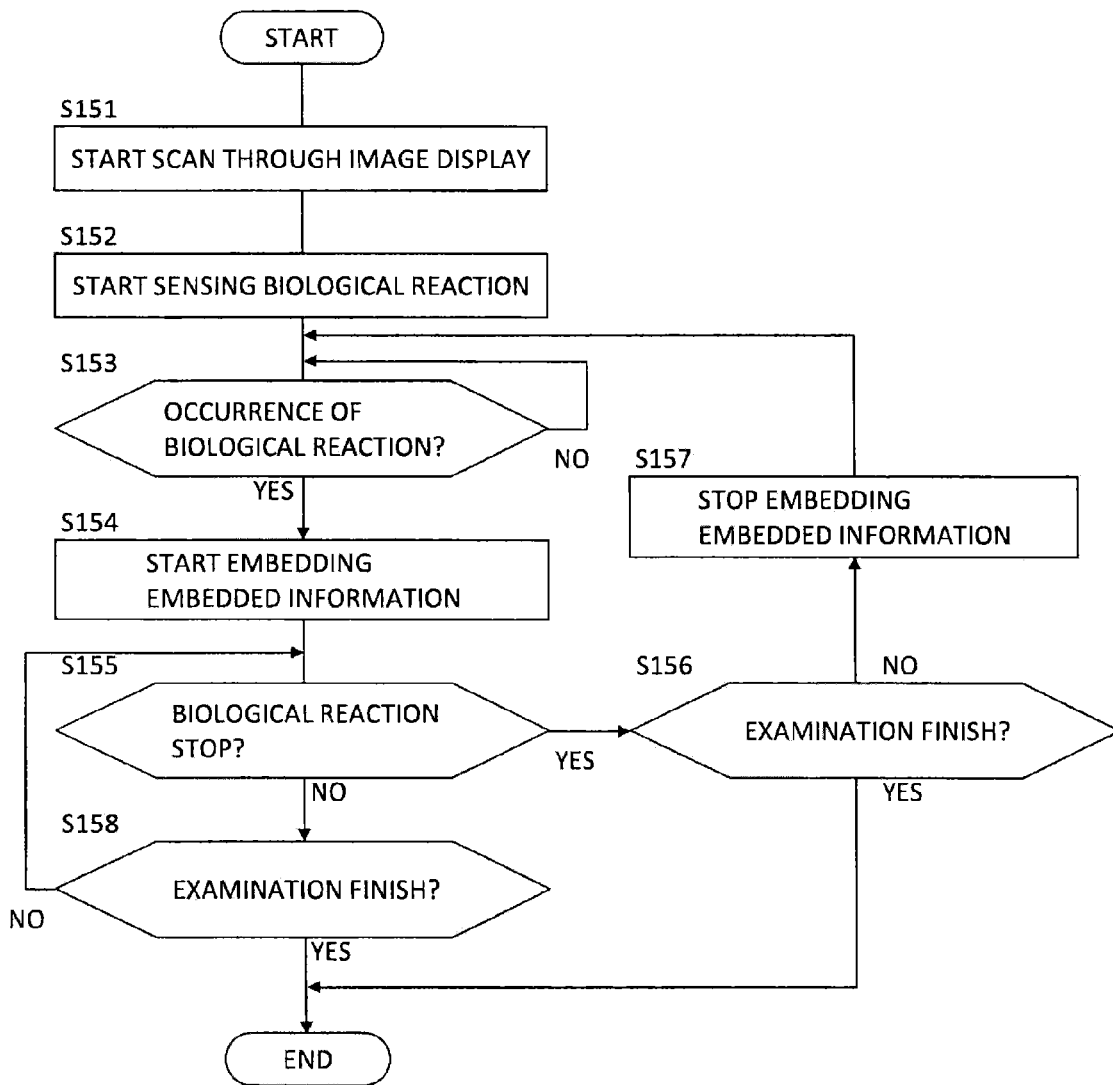 START
S151
START SCAN THROUGH IMAGE DISPLAY
S152
START SENSING BIOLOGICAL REACTION
S153
OCCURRENCE OF
BIOLOGICAL REACTION?
NO
YES
S157
STOP EMBEDDING
EMBEDDED INFORMATION
S154
START EMBEDDING
EMBEDDED INFORMATION
S155
BIOLOGICAL REACTION
STOP?
YES
NO
S156
NO
EXAMINATION FINISH?
YES
S158
EXAMINATION FINISH?
NO
YES
END